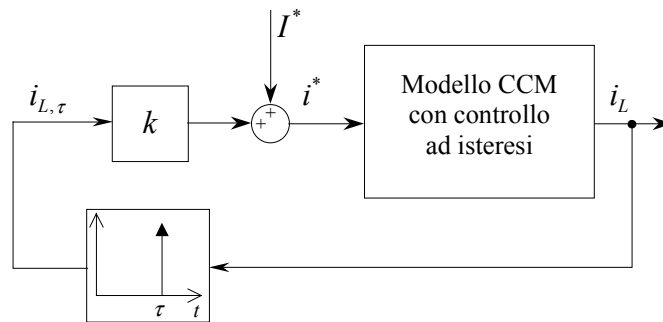 I*
i_{L,τ}
k
+
+
i*
Modello CCM
con controllo
ad isteresi
i_L
τ
t